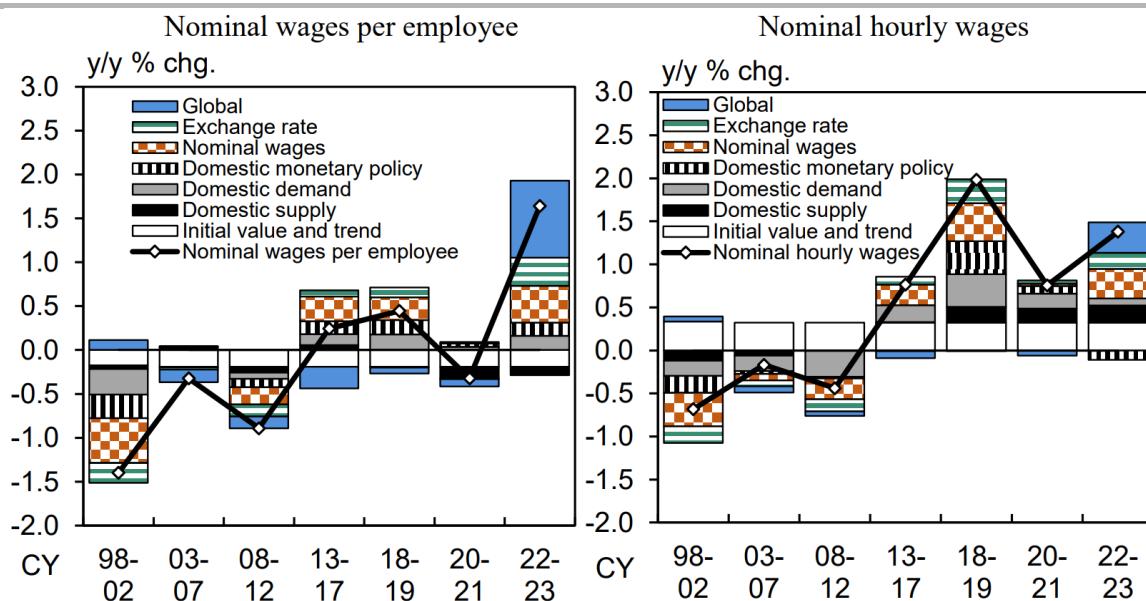 Nominal wages per employee
y/y % chg.
3.0
2.5
2.0
1.5
1.0
0.5
0.0
-0.5
-1.0
-1.5
-2.0
Global
Exchange rate
Nominal wages
Domestic monetary policy
Domestic demand
Domestic supply
Initial value and trend
Nominal wages per employee
CY
98-02
03-07
08-12
13-17
18-19
20-21
22-23
Nominal hourly wages
y/y % chg.
3.0
2.5
2.0
1.5
1.0
0.5
0.0
-0.5
-1.0
-1.5
-2.0
Global
Exchange rate
Nominal wages
Domestic monetary policy
Domestic demand
Domestic supply
Initial value and trend
Nominal hourly wages
CY
98-02
03-07
08-12
13-17
18-19
20-21
22-23